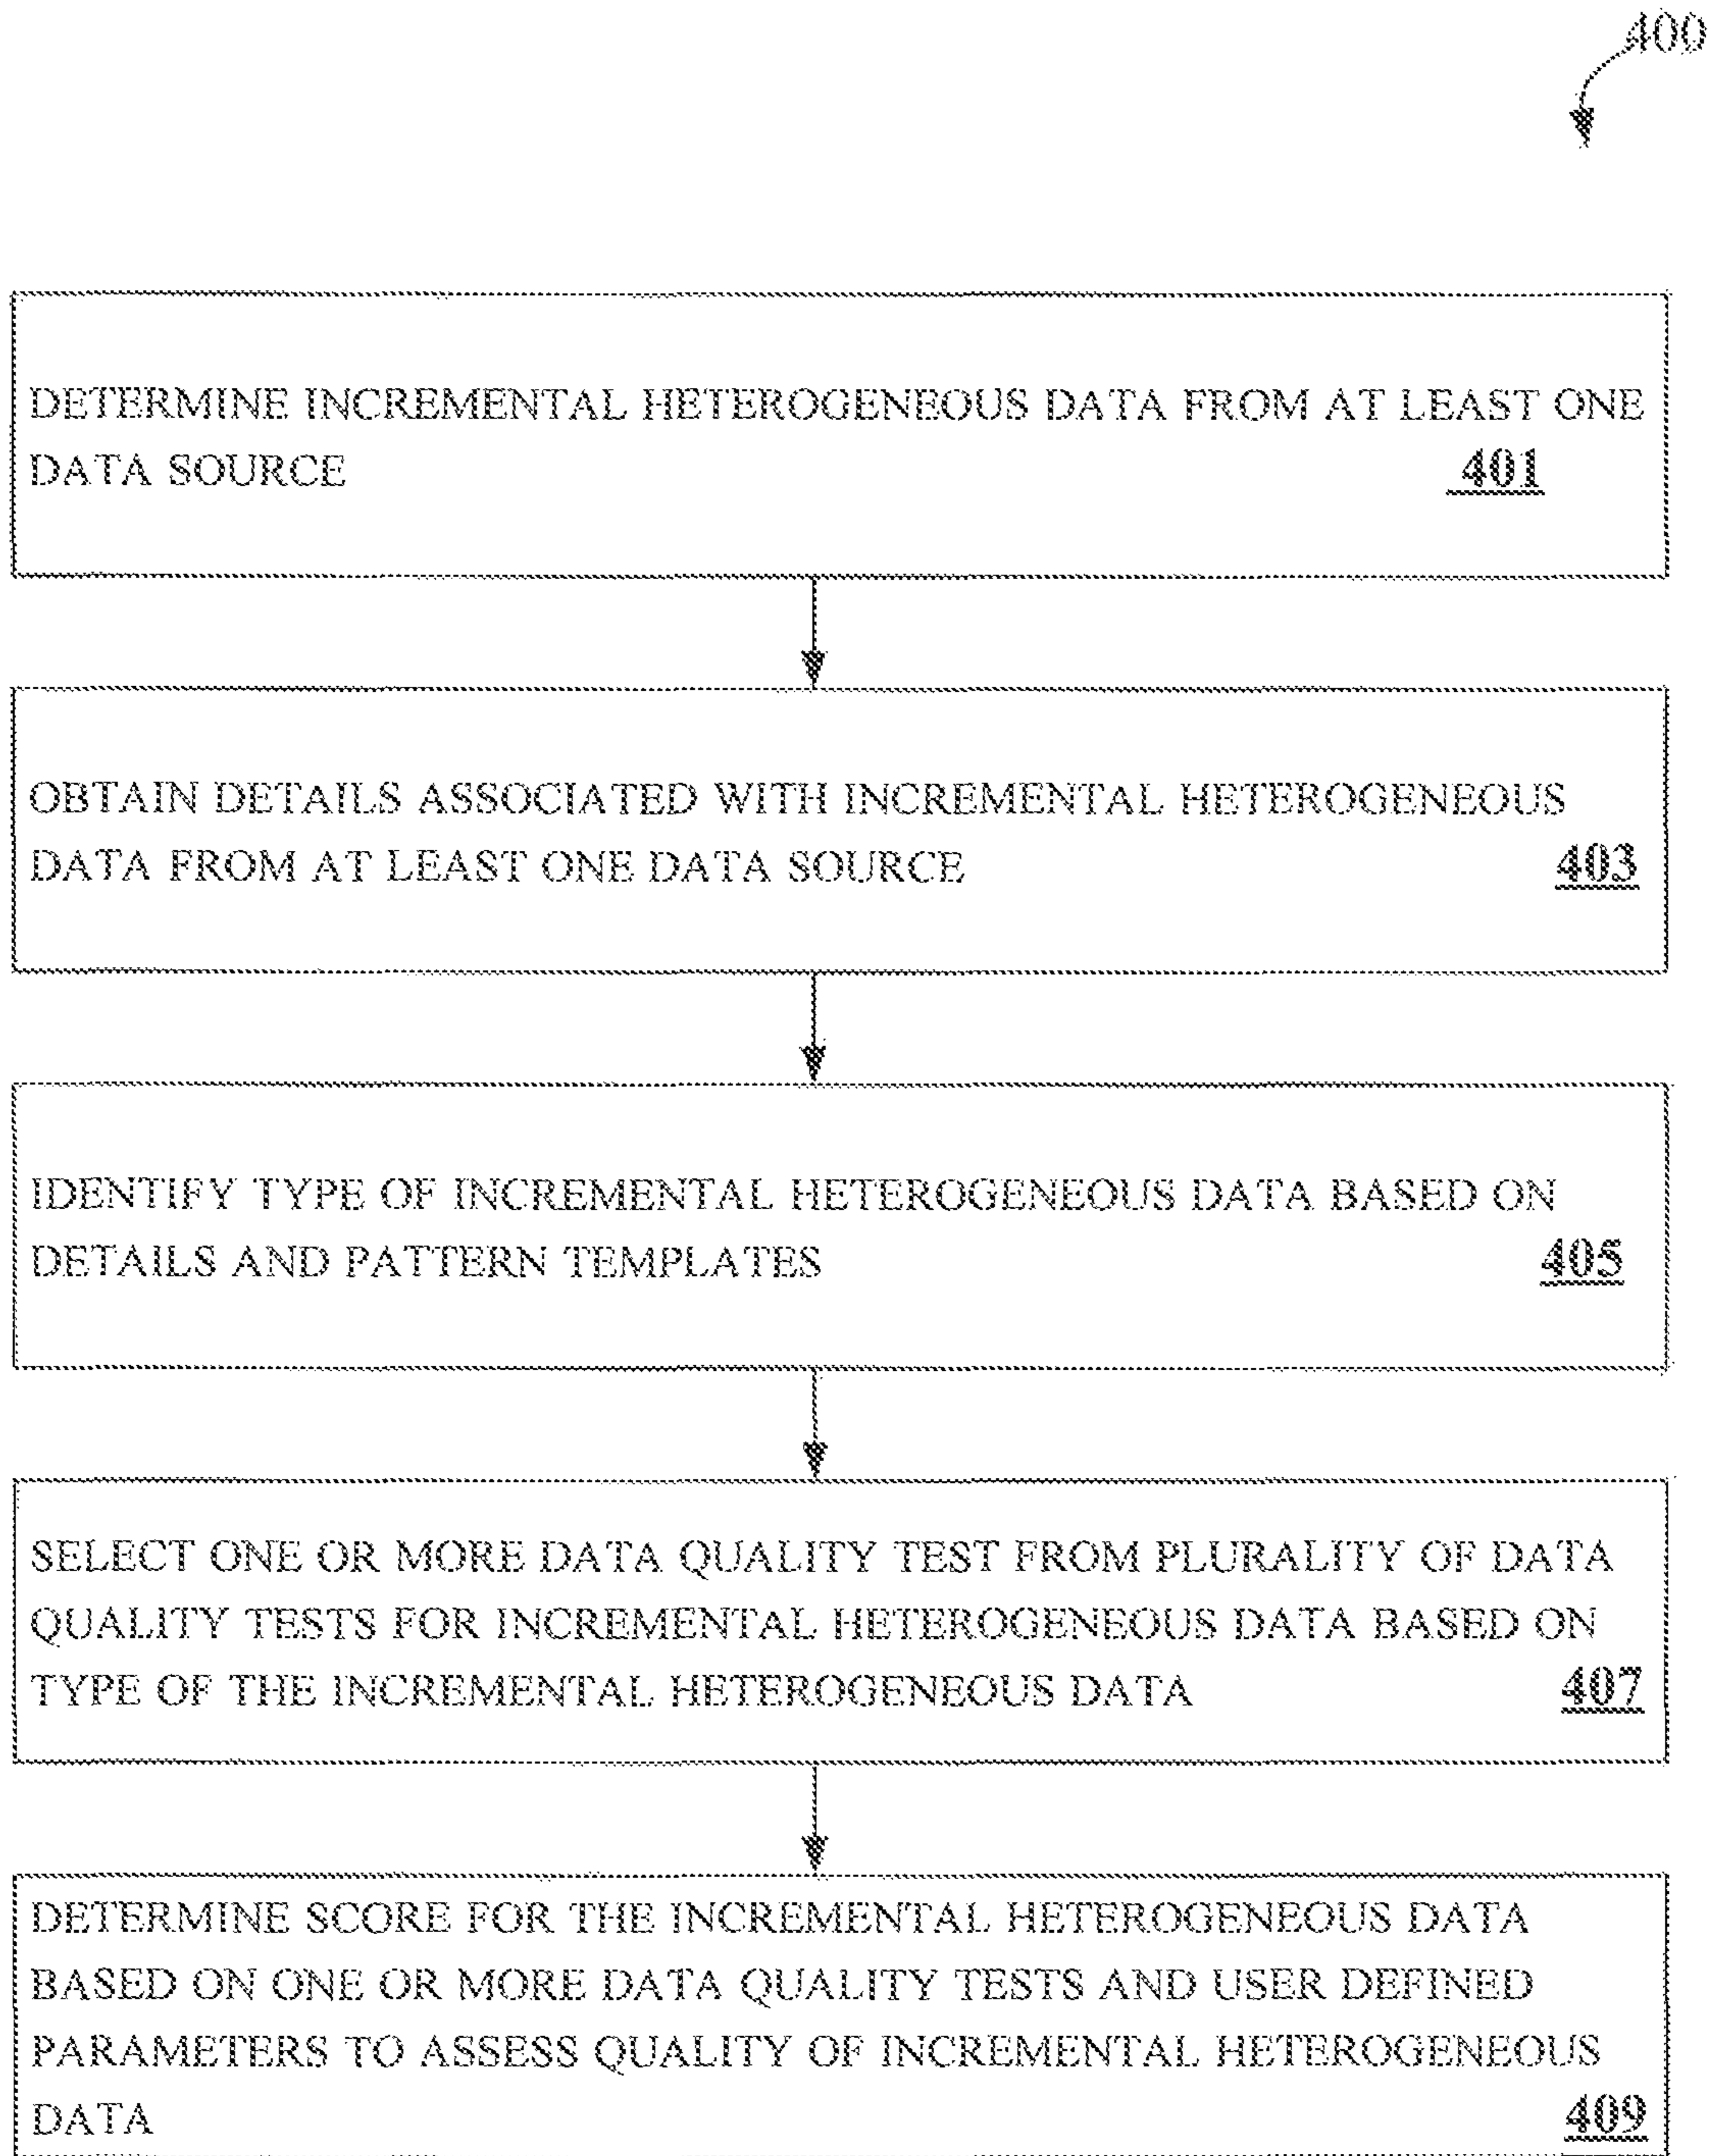 400
DETERMINE INCREMENTAL HETEROGENEOUS DATA FROM AT LEAST ONE
DATA SOURCE 401
OBTAIN DETAILS ASSOCIATED WITH INCREMENTAL HETEROGENEOUS
DATA FROM AT LEAST ONE DATA SOURCE 403
IDENTIFY TYPE OF INCREMENTAL HETEROGENEOUS DATA BASED ON
DETAILS AND PATTERN TEMPLATES 405
SELECT ONE OR MORE DATA QUALITY TEST FROM PLURALITY OF DATA
QUALITY TESTS FOR INCREMENTAL HETEROGENEOUS DATA BASED ON
TYPE OF THE INCREMENTAL HETEROGENEOUS DATA 407
DETERMINE SCORE FOR THE INCREMENTAL HETEROGENEOUS DATA
BASED ON ONE OR MORE DATA QUALITY TESTS AND USER DEFINED
PARAMETERS TO ASSESS QUALITY OF INCREMENTAL HETEROGENEOUS
DATA 409